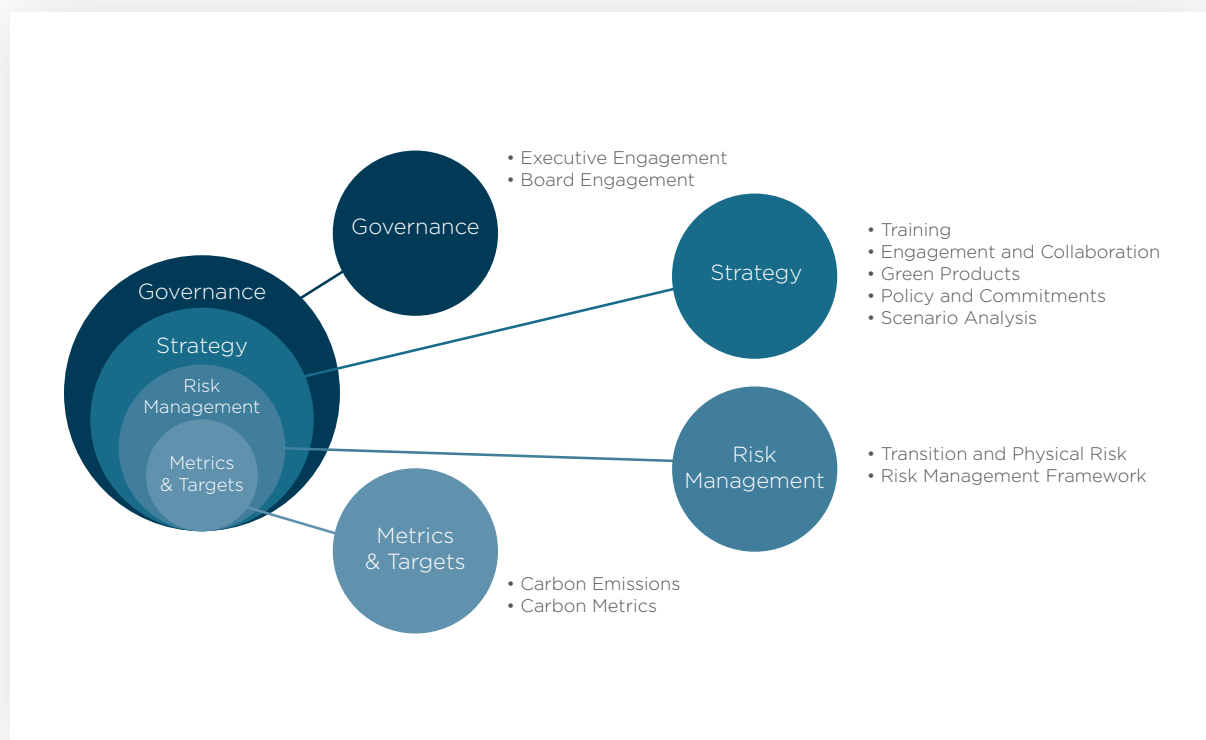 Governance
Strategy
Risk
Management
Metrics
& Targets
Governance
• Executive Engagement
• Board Engagement
Strategy
• Training
• Engagement and Collaboration
• Green Products
• Policy and Commitments
• Scenario Analysis
Risk
Management
• Transition and Physical Risk
• Risk Management Framework
Metrics
& Targets
• Carbon Emissions
• Carbon Metrics